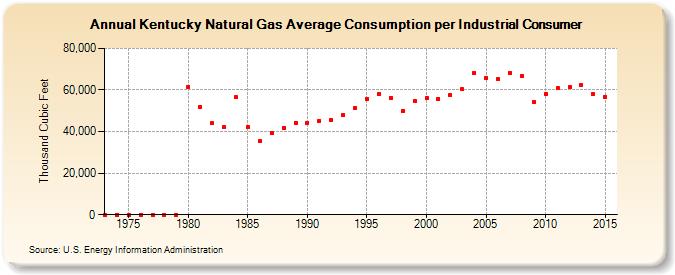 Annual Kentucky Natural Gas Average Consumption per Industrial Consumer
Thousand Cubic Feet
80,000
60,000
40,000
20,000
0
1975 1980 1985 1990 1995 2000 2005 2010 2015
Source: U.S. Energy Information Administration